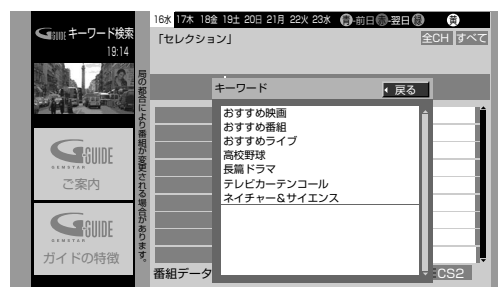 G GUIDE キーワード検索
19:14
16水 17木 18金 19土 20日 21月 22火 23水 青-前日 赤-翌日 緑 黄
「セレクション」
全CH すべて
局の都合により番組が変更される場合があります。
キーワード
戻る
おすすめ映画
おすすめ番組
おすすめライブ
高校野球
長篇ドラマ
テレビカーテンコール
ネイチャー&サイエンス
G-GUIDE
GEMSTAR
ご案内
G-GUIDE
GEMSTAR
ガイドの特徴
番組データ
CS2